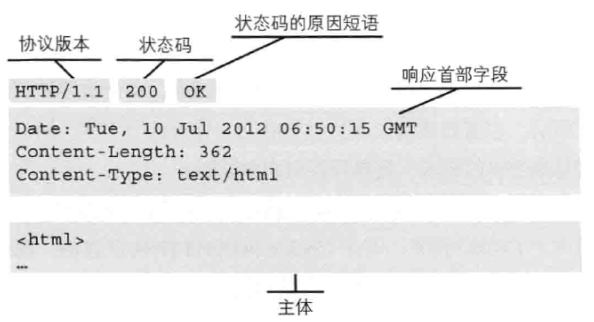 状态码的原因短语
协议版本 状态码
响应首部字段
HTTP/1.1 200 OK
Date: Tue, 10 Jul 2012 06:50:15 GMT
Content-Length: 362
Content-Type: text/html
<html>
…
主体